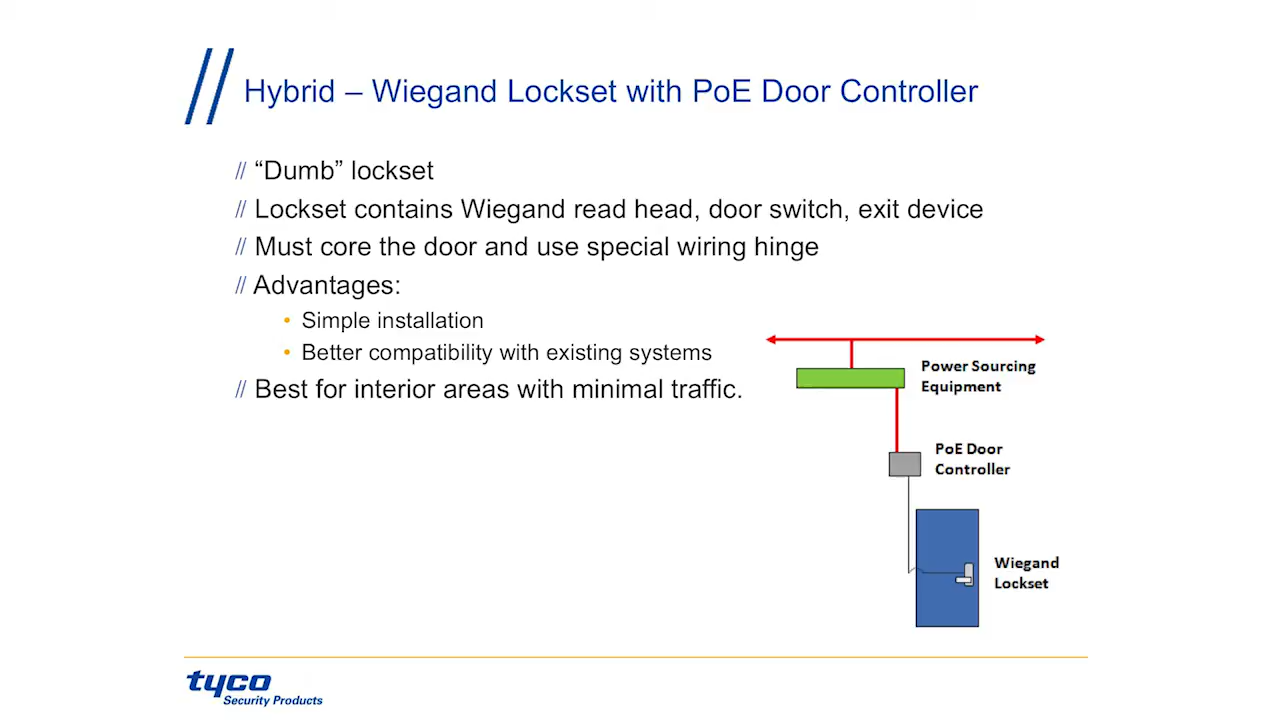 // Hybrid – Wiegand Lockset with PoE Door Controller
// “Dumb” lockset
// Lockset contains Wiegand read head, door switch, exit device
// Must core the door and use special wiring hinge
// Advantages:
• Simple installation
• Better compatibility with existing systems
// Best for interior areas with minimal traffic.
Power Sourcing
Equipment
PoE Door
Controller
Wiegand
Lockset
tyco
Security Products